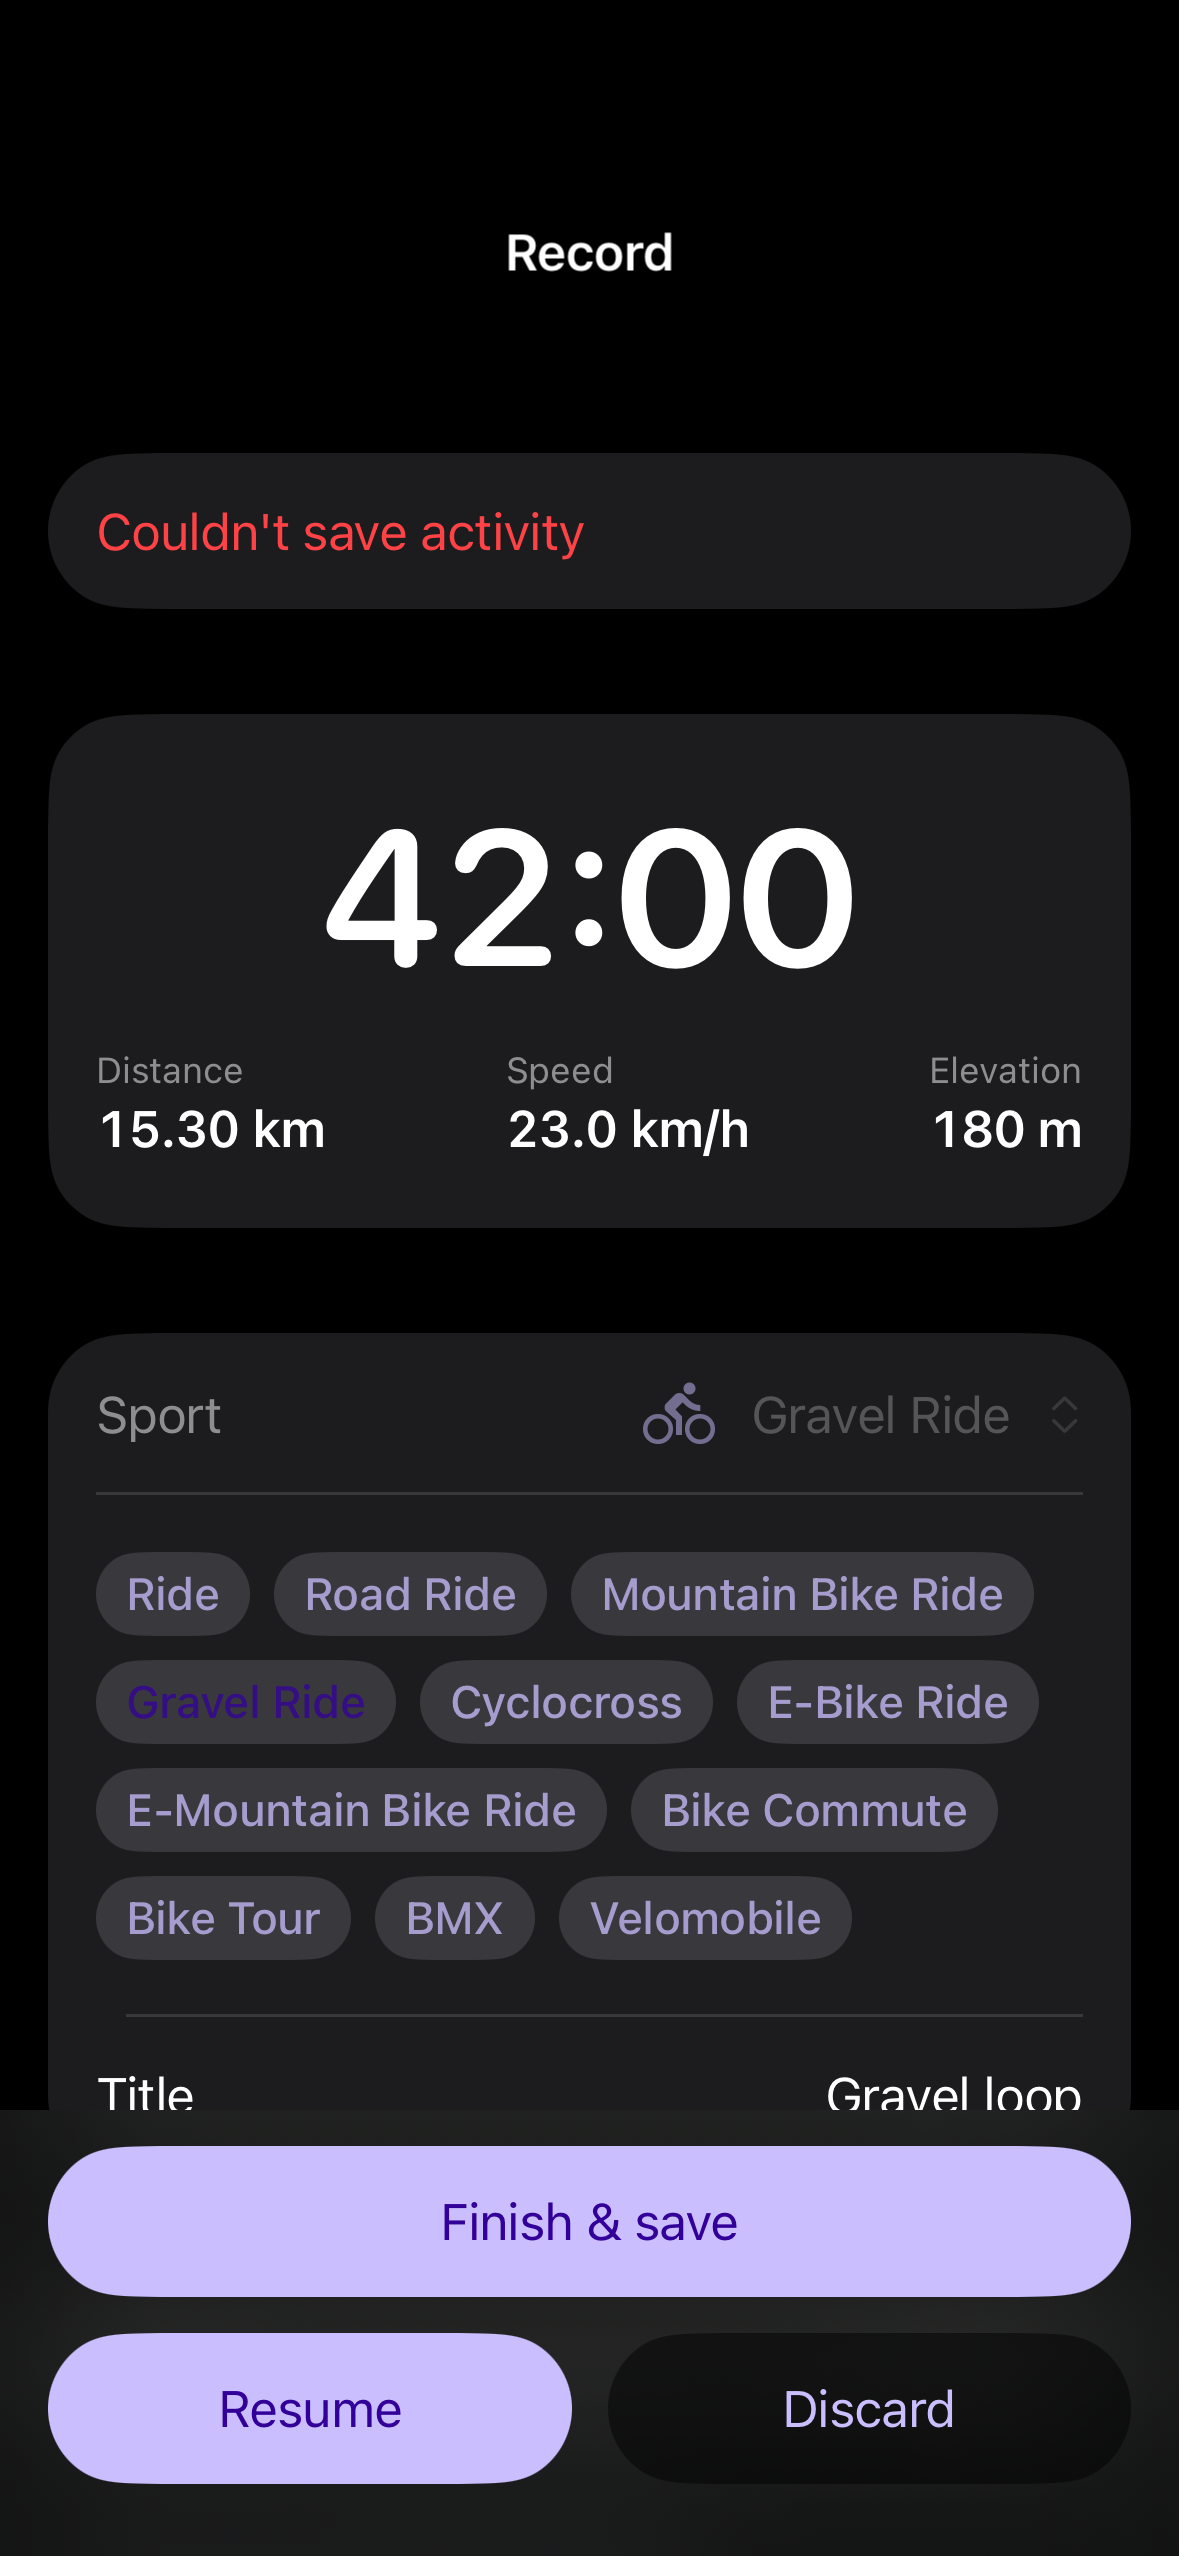 Record
Couldn't save activity
42:00
Distance Speed Elevation
15.30 km 23.0 km/h 180 m
Sport Gravel Ride
Ride Road Ride Mountain Bike Ride
Gravel Ride Cyclocross E-Bike Ride
E-Mountain Bike Ride Bike Commute
Bike Tour BMX Velomobile
Title Gravel loop
Finish & save
Resume Discard